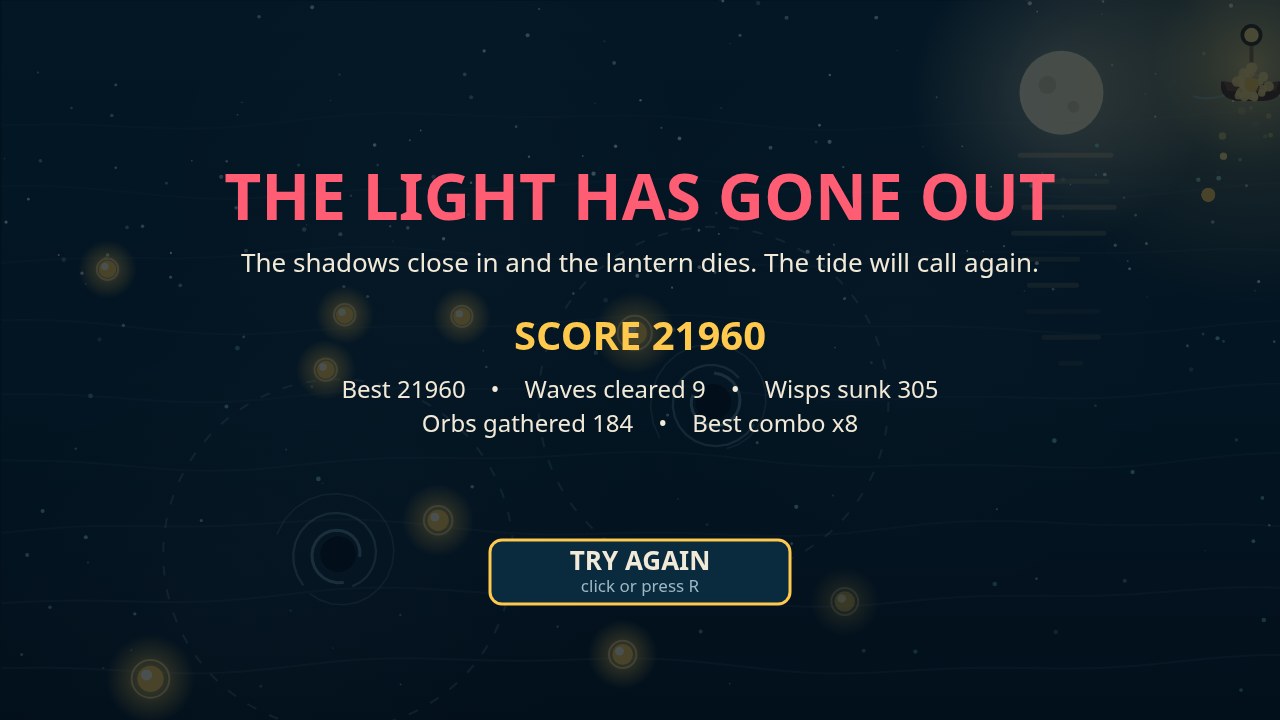 THE LIGHT HAS GONE OUT
The shadows close in and the lantern dies. The tide will call again.
SCORE 21960
Best 21960 • Waves cleared 9 • Wisps sunk 305
Orbs gathered 184 • Best combo x8
TRY AGAIN
click or press R